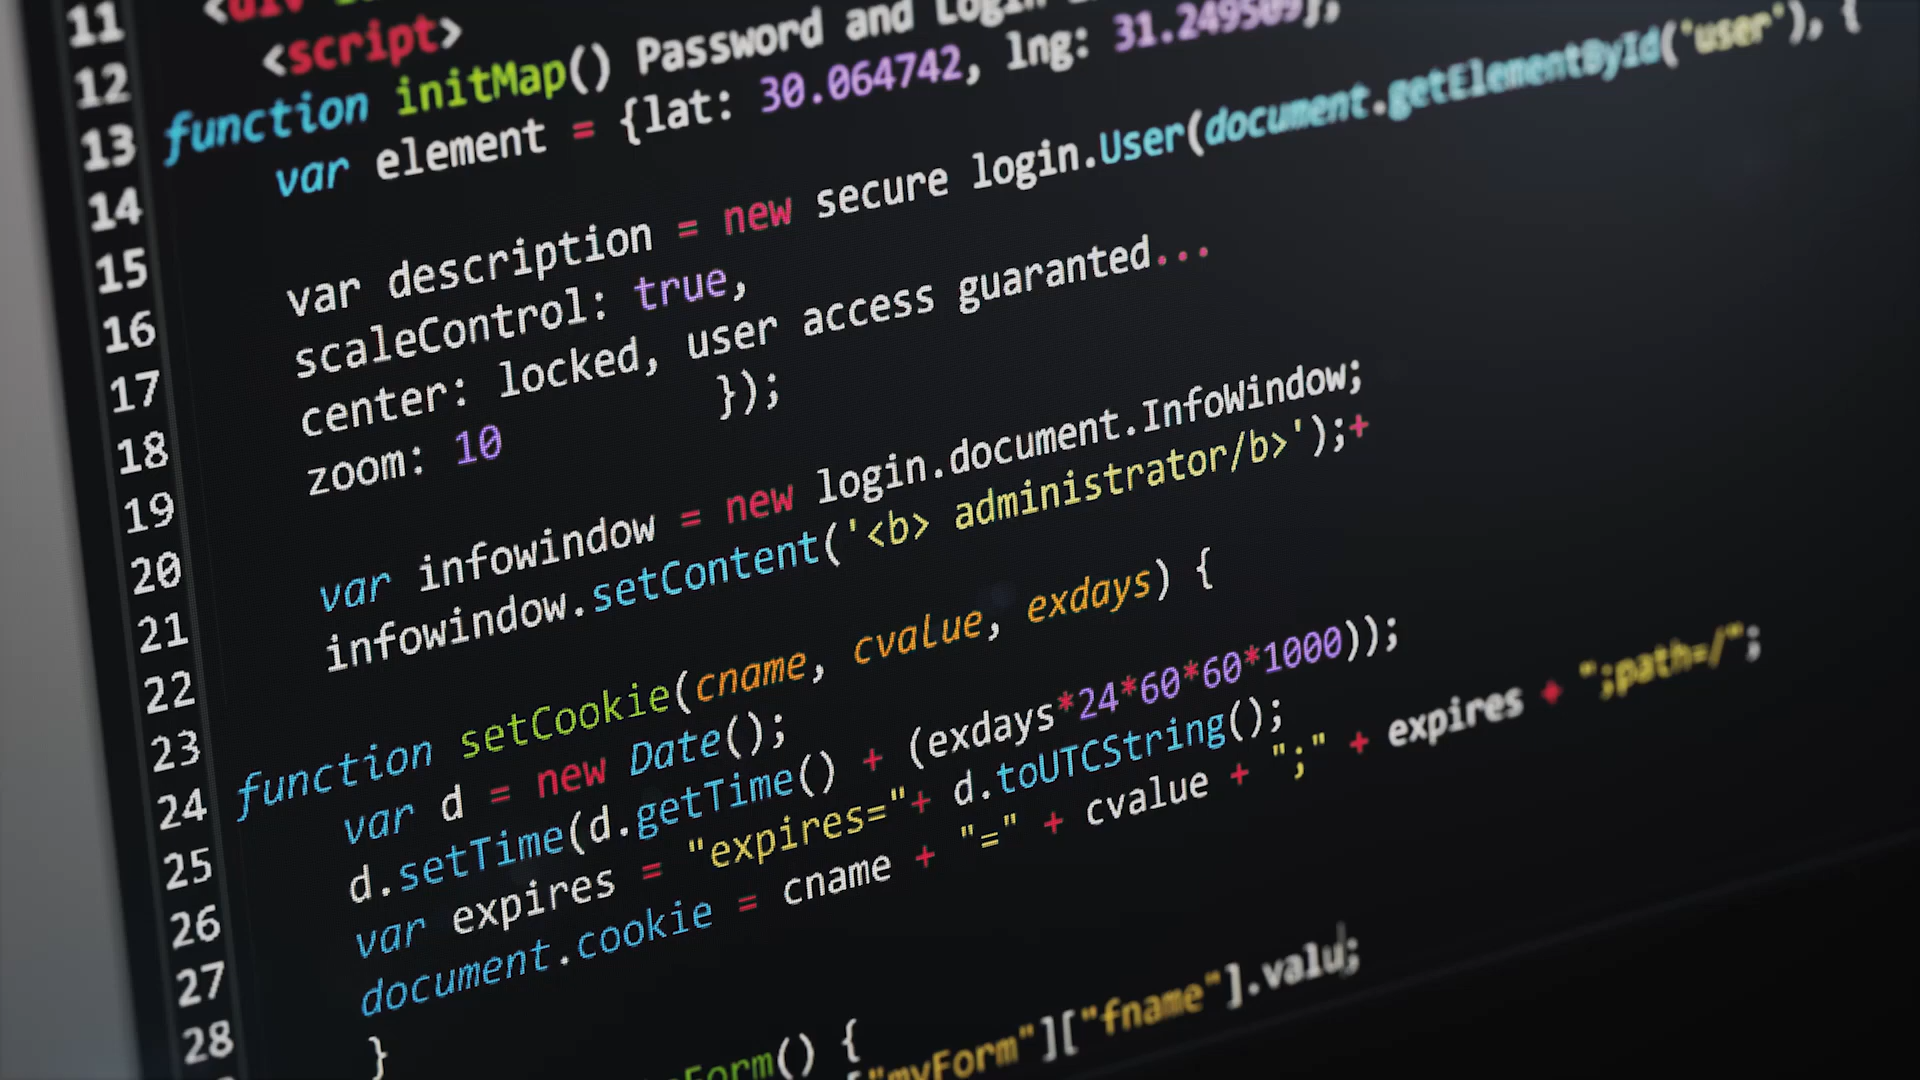 11
12
13
14
15
16
17
18
19
20
21
22
23
24
25
26
27
28
<div
<script>
function initMap() Password and Login
var element = {lat: 30.064742, lng: 31.249509};
var description = new secure login.User(document.getElementById('user'), {
scaleControl: true,
center: locked, user access guaranted...
zoom: 10
});
var infowindow = new login.document.InfoWindow;
infowindow.setContent('<b> administrator/b>');+
function setCookie(cname, cvalue, exdays) {
var d = new Date();
d.setTime(d.getTime() + (exdays*24*60*60*1000));
var expires = "expires="+ d.toUTCString();
document.cookie = cname + "=" + cvalue + ";" + expires + ";path=/";
}
Form() {
["myForm"]["fname"].valu;